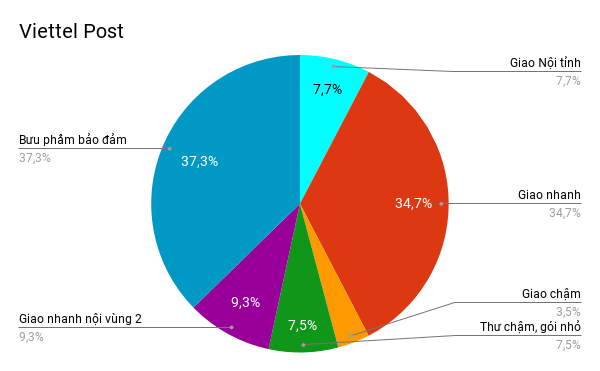 Viettel Post
Giao Nội tỉnh
7,7%
7,7%
Bưu phẩm bảo đảm
37,3%
37,3%
Giao nhanh
34,7%
34,7%
Giao chậm
3,5%
9,3%
Giao nhanh nội vùng 2
9,3%
7,5%
Thư chậm, gói nhỏ
7,5%